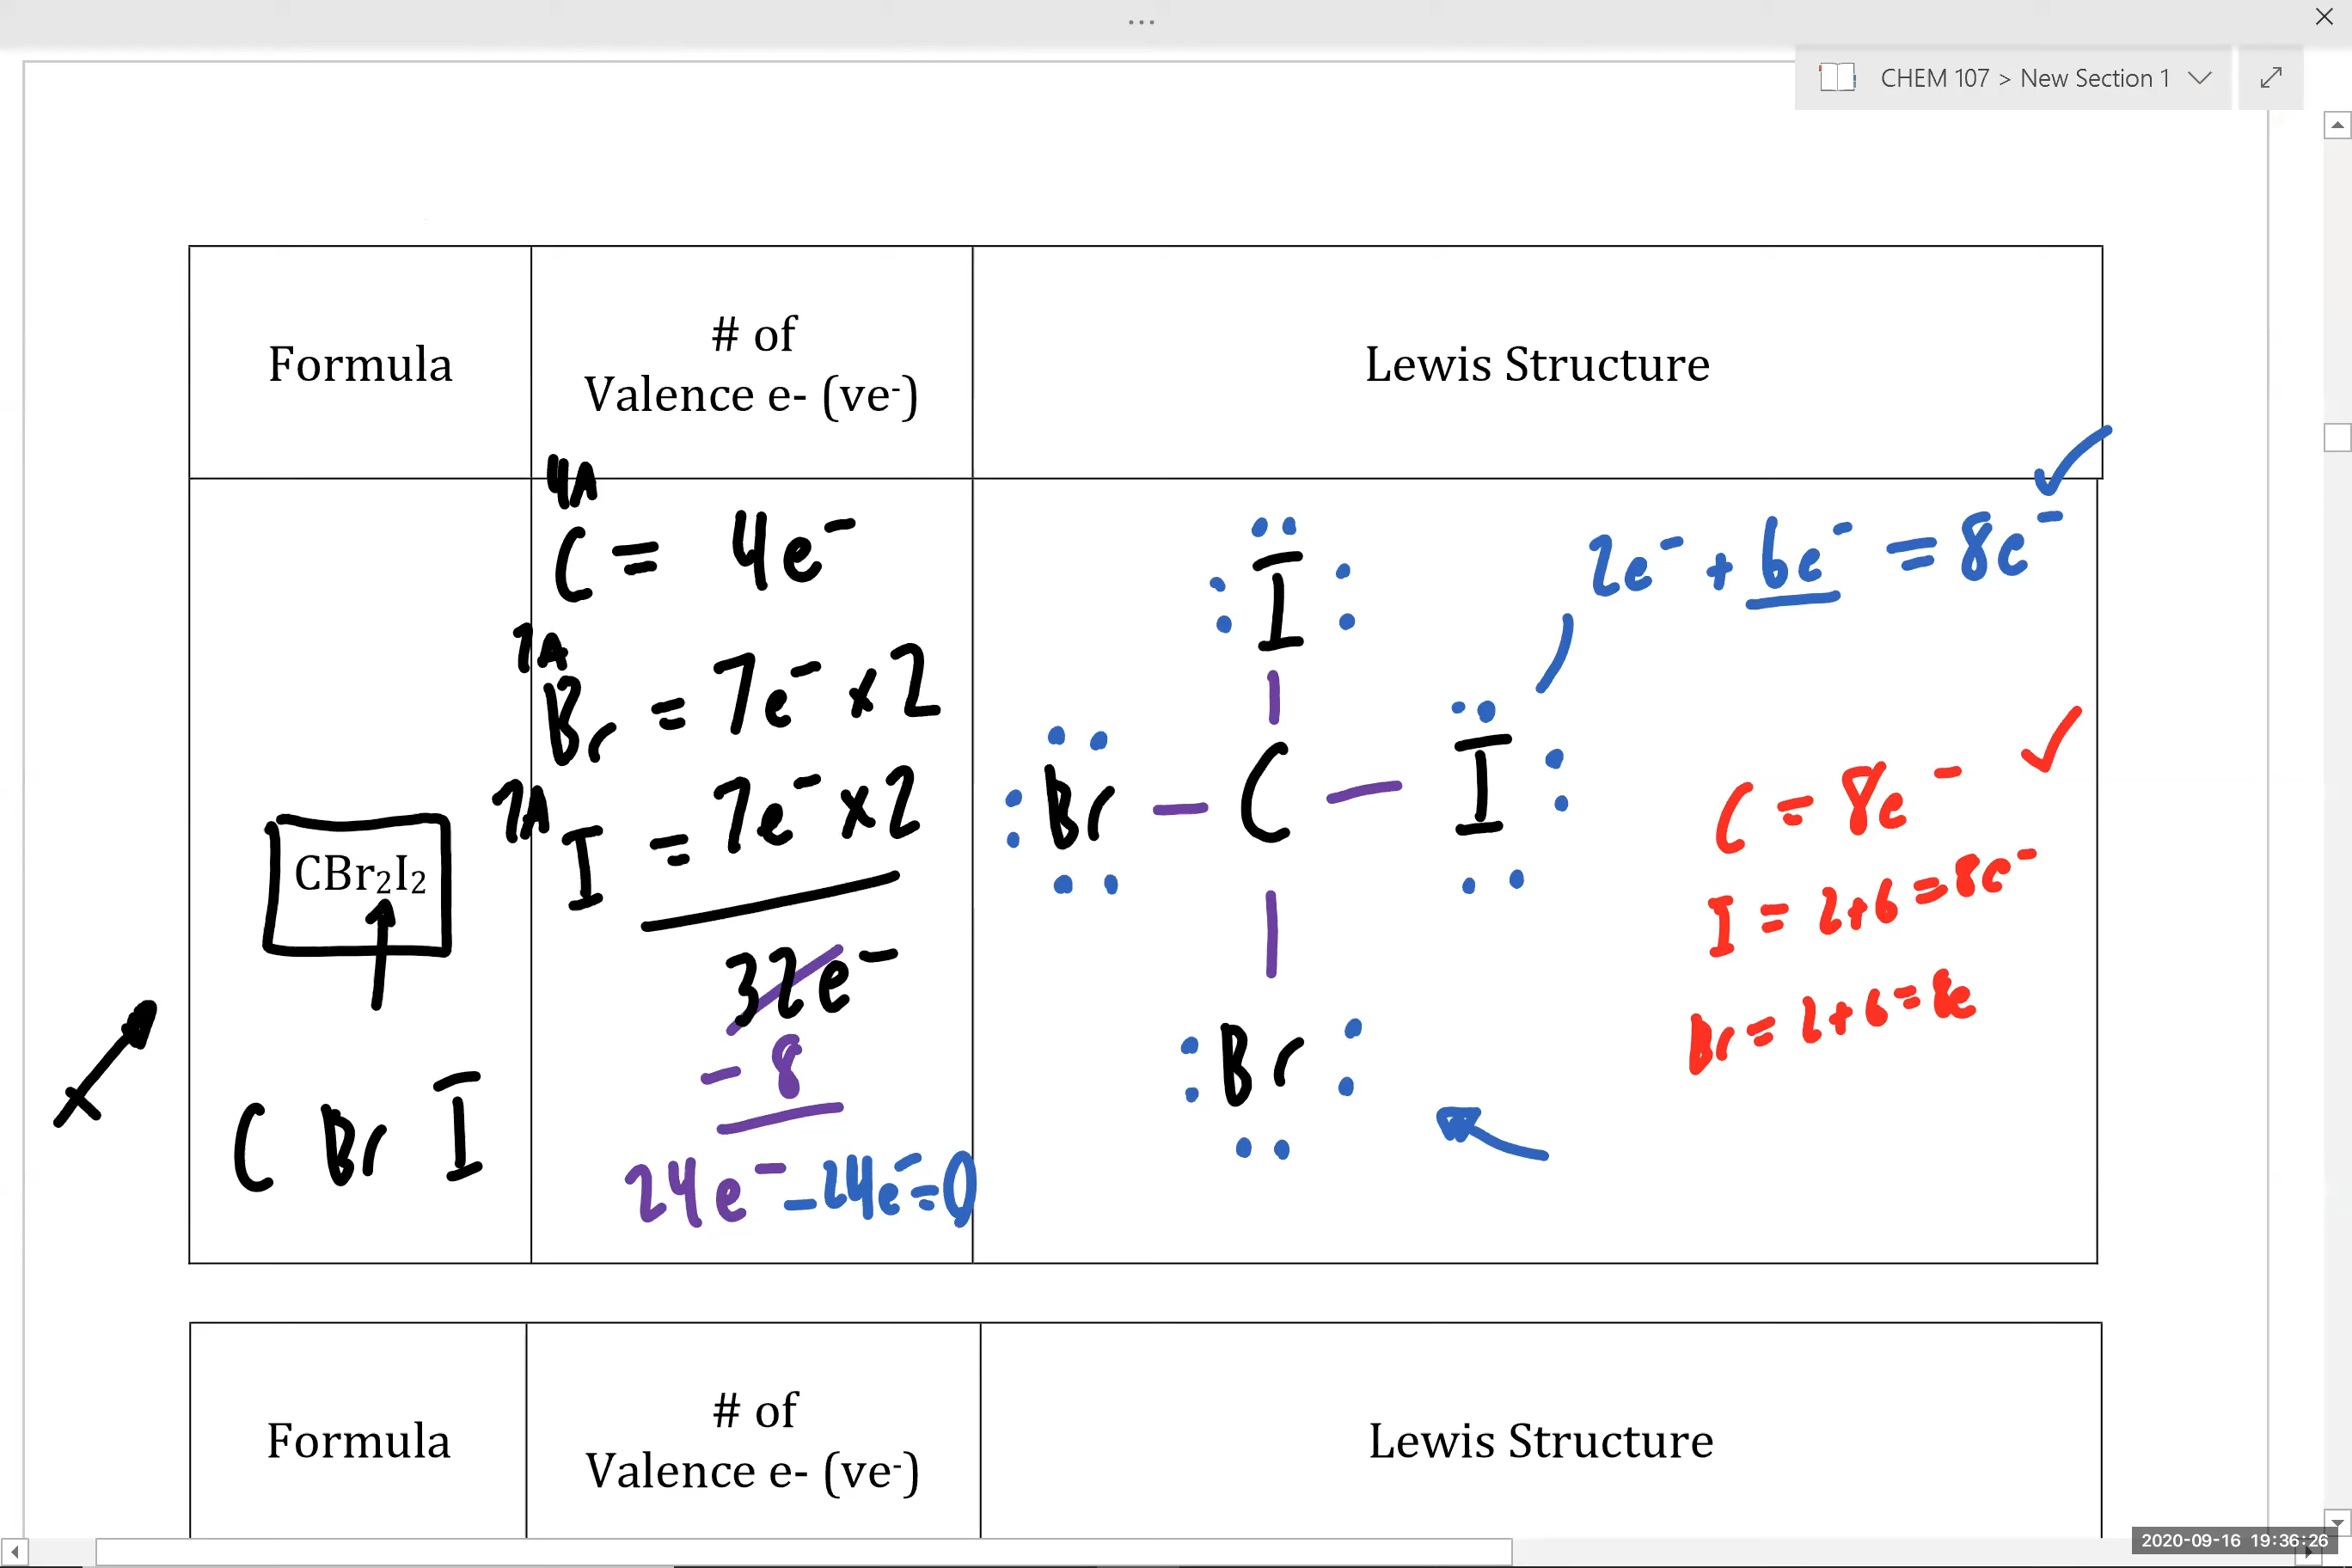 ...
CHEM 107 > New Section 1
Formula
# of
Valence e- (ve⁻)
Lewis Structure
4A
C = 4e⁻
7A
Br = 7e⁻ x 2
7A
I = 7e⁻ x 2
32e⁻
- 8
24e⁻ - 24e⁻ = 0
CBr₂I₂
C Br I
I
Br - C - I
Br
2e⁻ + 6e⁻ = 8e⁻
C = 8e⁻
I = 2+6 = 8e⁻
Br = 2+6 = 8e
Formula
# of
Valence e- (ve⁻)
Lewis Structure
2020-09-16 19:36:26